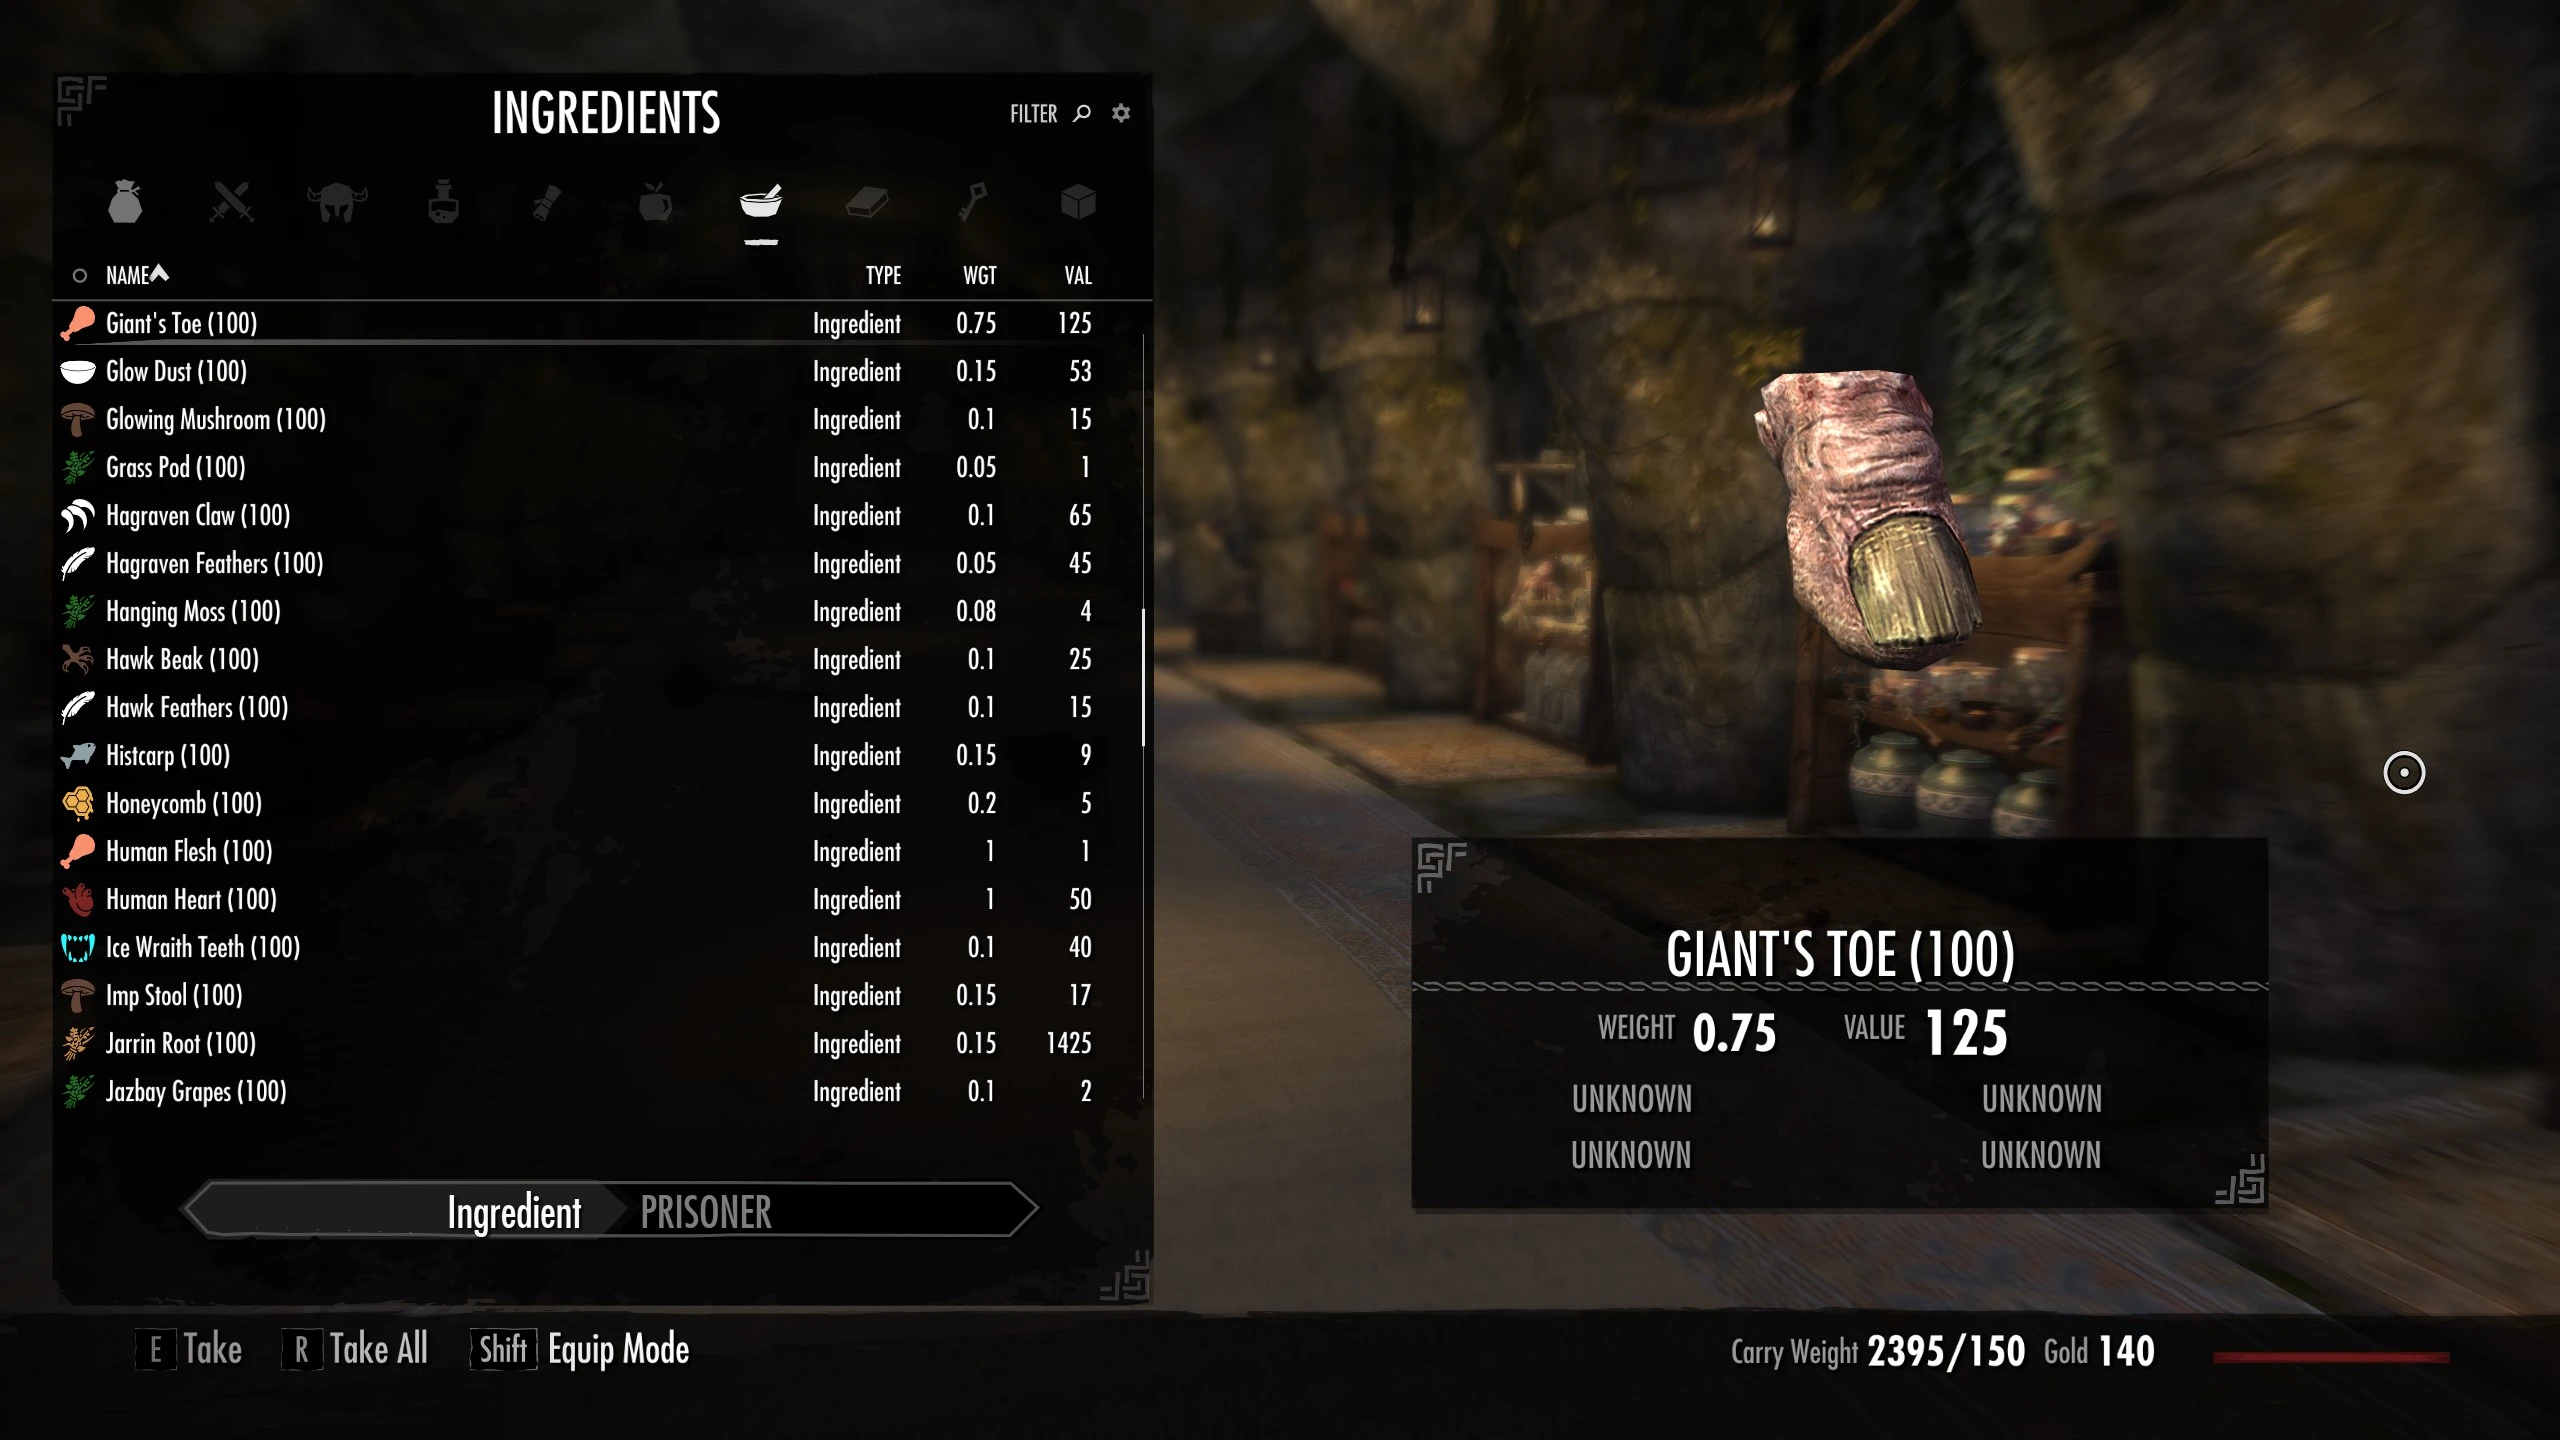 INGREDIENTS
FILTER
NAME TYPE WGT VAL
Giant's Toe (100) Ingredient 0.75 125
Glow Dust (100) Ingredient 0.15 53
Glowing Mushroom (100) Ingredient 0.1 15
Grass Pod (100) Ingredient 0.05 1
Hagraven Claw (100) Ingredient 0.1 65
Hagraven Feathers (100) Ingredient 0.05 45
Hanging Moss (100) Ingredient 0.08 4
Hawk Beak (100) Ingredient 0.1 25
Hawk Feathers (100) Ingredient 0.1 15
Histcarp (100) Ingredient 0.15 9
Honeycomb (100) Ingredient 0.2 5
Human Flesh (100) Ingredient 1 1
Human Heart (100) Ingredient 1 50
Ice Wraith Teeth (100) Ingredient 0.1 40
Imp Stool (100) Ingredient 0.15 17
Jarrin Root (100) Ingredient 0.15 1425
Jazbay Grapes (100) Ingredient 0.1 2
Ingredient PRISONER
GIANT'S TOE (100)
WEIGHT 0.75 VALUE 125
UNKNOWN UNKNOWN
UNKNOWN UNKNOWN
E Take R Take All Shift Equip Mode
Carry Weight 2395/150 Gold 140